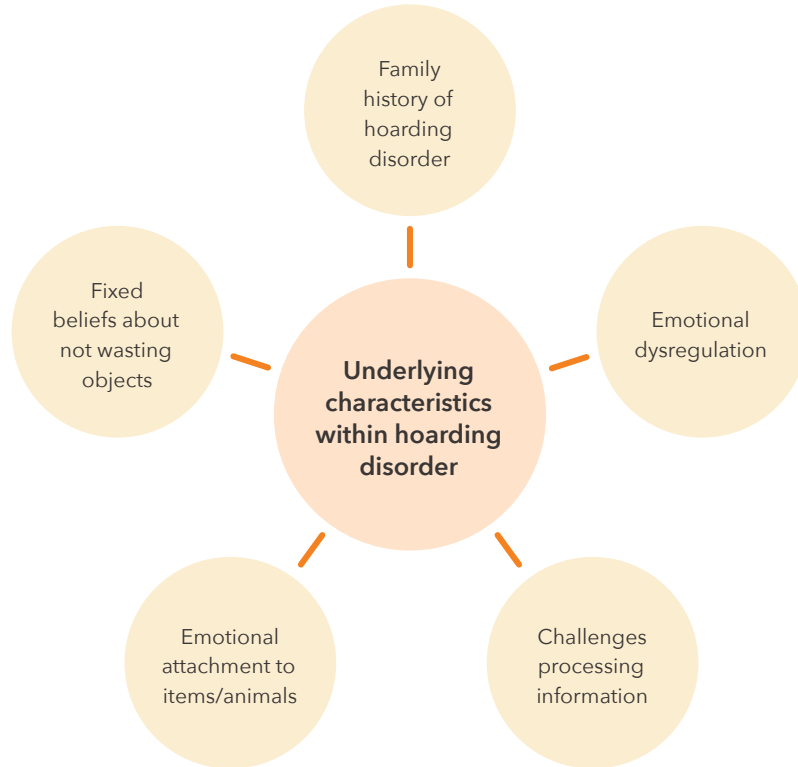 Family
history of
hoarding
disorder
Fixed
beliefs about
not wasting
objects
Emotional
dysregulation
Underlying
characteristics
within hoarding
disorder
Emotional
attachment to
items/animals
Challenges
processing
information